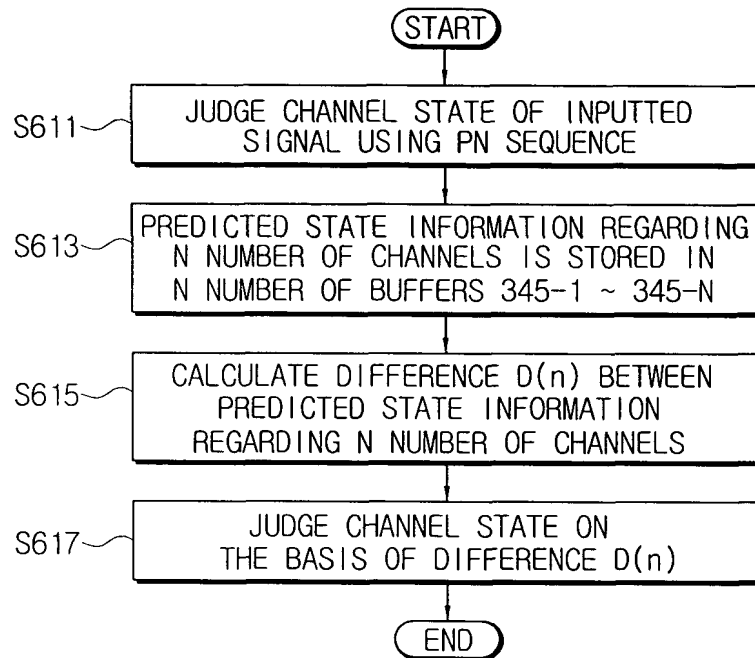 START
S611
JUDGE CHANNEL STATE OF INPUTTED
SIGNAL USING PN SEQUENCE
S613
PREDICTED STATE INFORMATION REGARDING
N NUMBER OF CHANNELS IS STORED IN
N NUMBER OF BUFFERS 345-1 ~ 345-N
S615
CALCULATE DIFFERENCE D(n) BETWEEN
PREDICTED STATE INFORMATION
REGARDING N NUMBER OF CHANNELS
S617
JUDGE CHANNEL STATE ON
THE BASIS OF DIFFERENCE D(n)
END